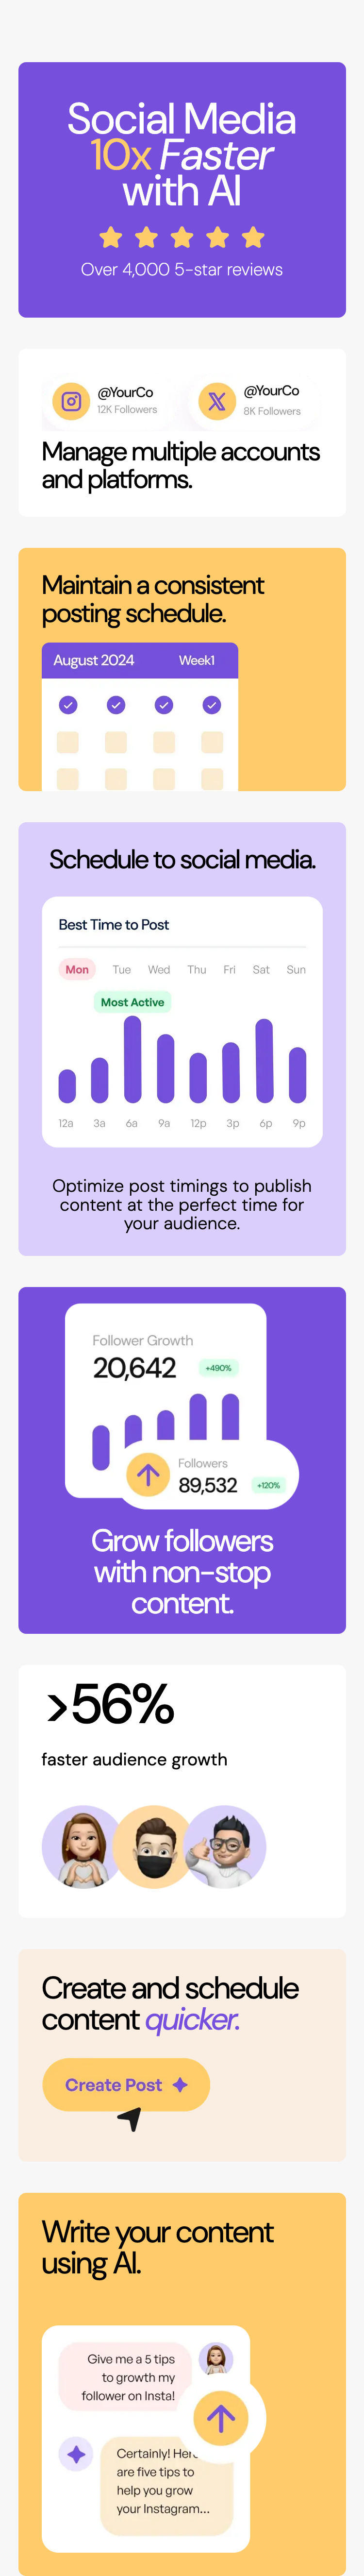 Social Media
10x Faster
with AI
Over 4,000 5-star reviews
@YourCo
12K Followers
@YourCo
8K Followers
Manage multiple accounts
and platforms.
Maintain a consistent
posting schedule.
August 2024 Week1
Schedule to social media.
Best Time to Post
Mon Tue Wed Thu Fri Sat Sun
Most Active
12a 3a 6a 9a 12p 3p 6p 9p
Optimize post timings to publish
content at the perfect time for
your audience.
Follower Growth
20,642 +490%
Followers
89,532 +120%
Grow followers
with non-stop
content.
>56%
faster audience growth
Create and schedule
content quicker.
Create Post
Write your content
using AI.
Give me a 5 tips
to growth my
follower on Insta!
Certainly! Here
are five tips to
help you grow
your Instagram...